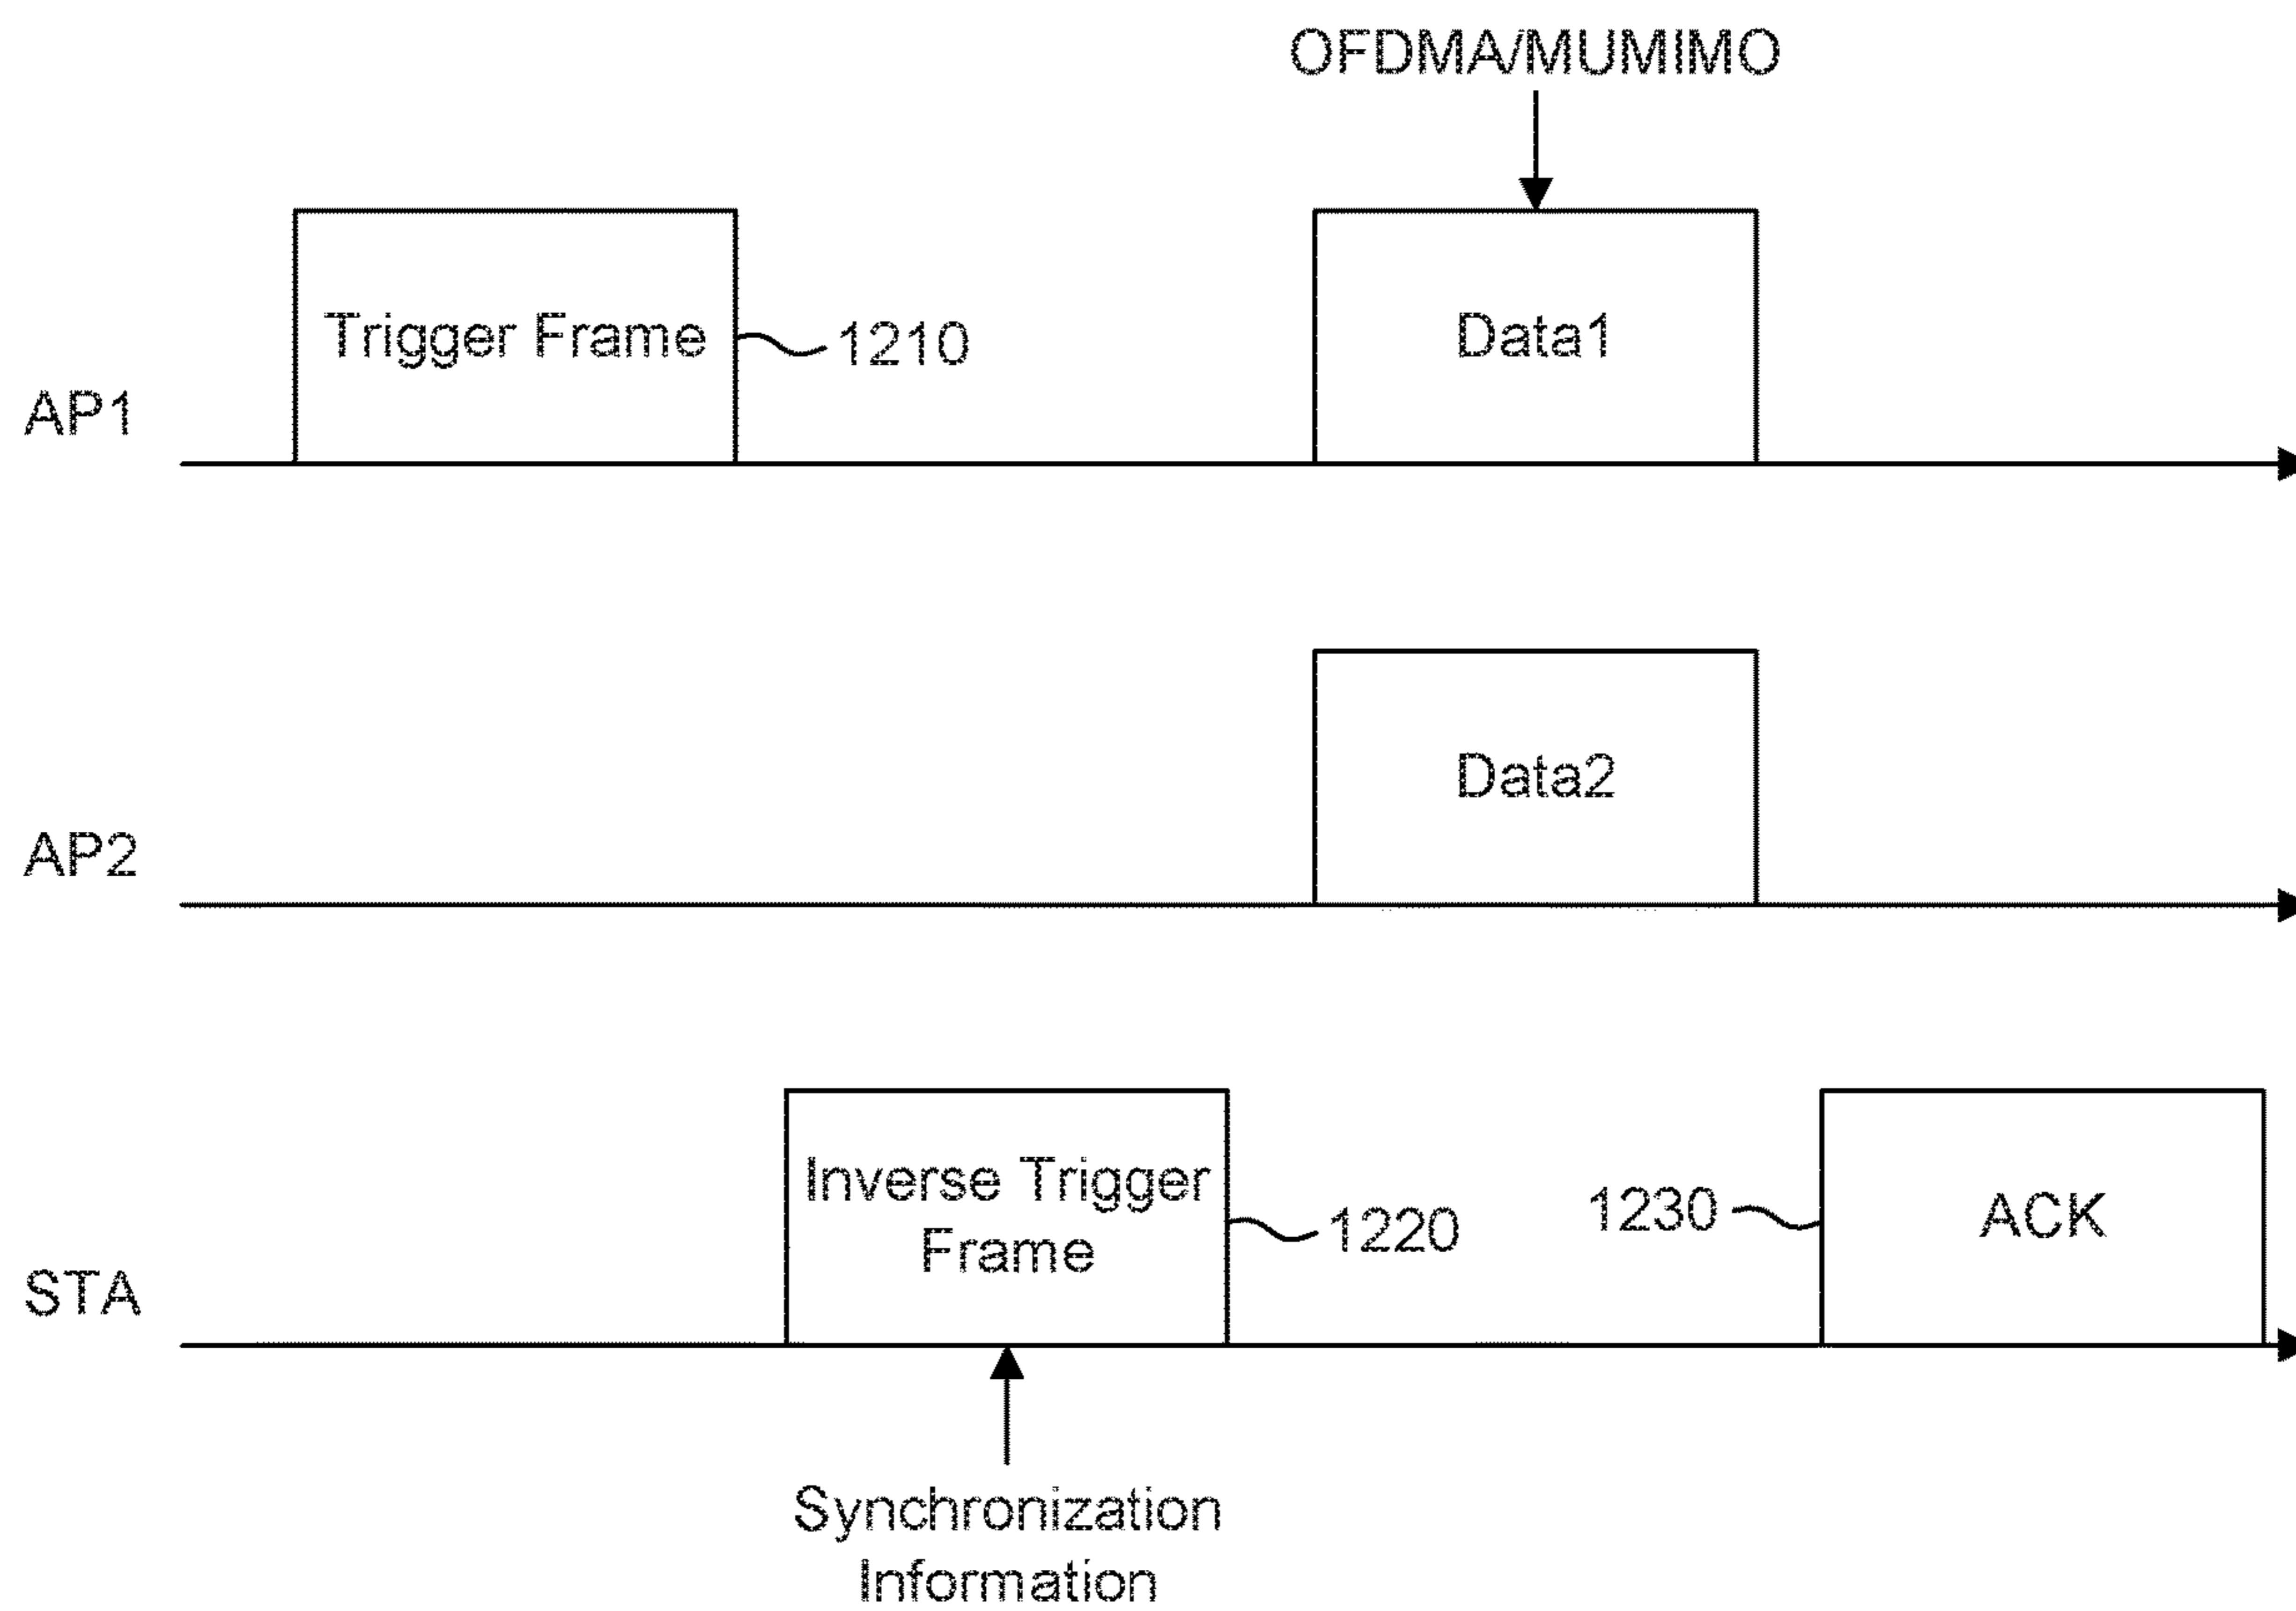 OFDMA/MUMIMO
Trigger Frame
1210
Data1
AP1
Data2
AP2
Inverse Trigger
Frame
1220
1230
ACK
STA
Synchronization
Information